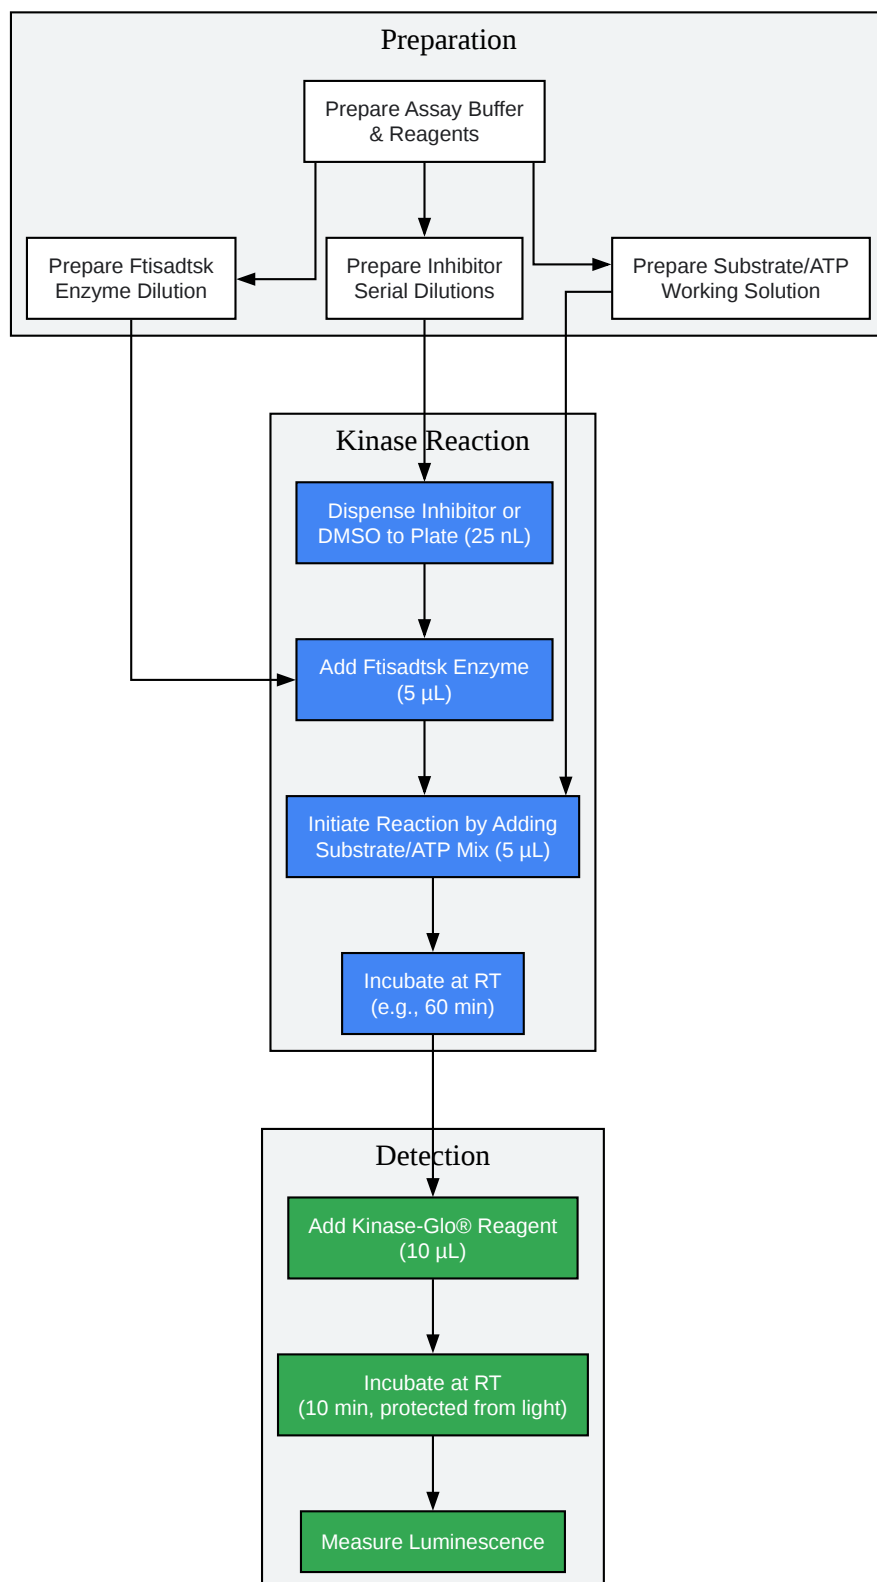 Preparation
Prepare Assay Buffer
& Reagents
Prepare Ftisadtsk
Enzyme Dilution
Prepare Inhibitor
Serial Dilutions
Prepare Substrate/ATP
Working Solution
Kinase Reaction
Dispense Inhibitor or
DMSO to Plate (25 nL)
Add Ftisadtsk Enzyme
(5 µL)
Initiate Reaction by Adding
Substrate/ATP Mix (5 µL)
Incubate at RT
(e.g., 60 min)
Detection
Add Kinase-Glo® Reagent
(10 µL)
Incubate at RT
(10 min, protected from light)
Measure Luminescence